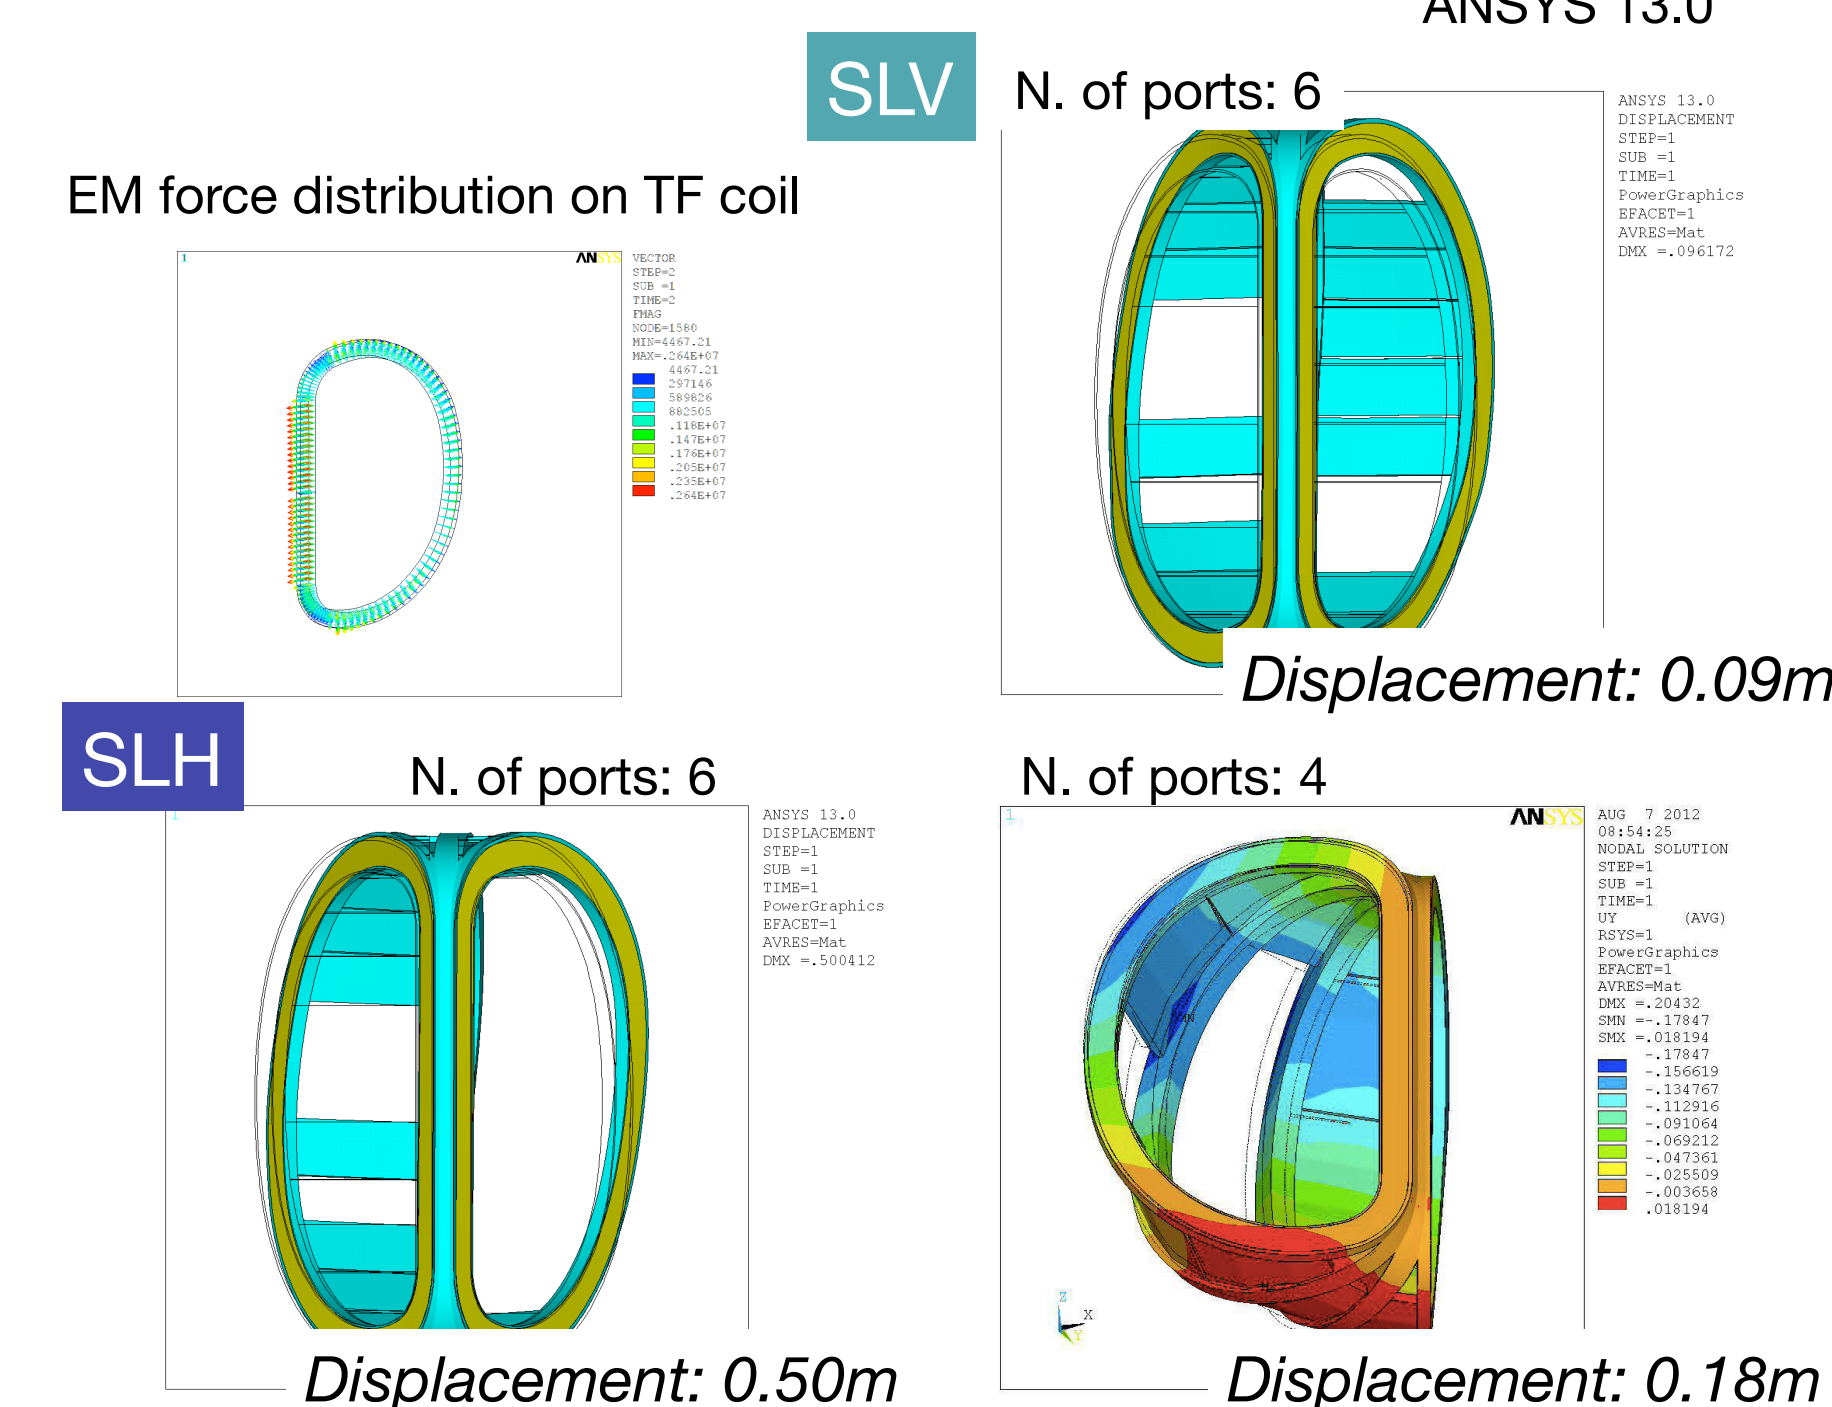 ANSYS 13.0
SLV
N. of ports: 6
ANSYS 13.0
DISPLACEMENT
STEP=1
SUB =1
TIME=1
PowerGraphics
EFACET=1
AVRES=Mat
DMX =.096172
Displacement: 0.09m
EM force distribution on TF coil
1
ANSYS
VECTOR
STEP=2
SUB =1
TIME=2
FMAG
NODE=1580
MIN=4467.21
MAX=.264E+07
4467.21
297146
589826
882505
.118E+07
.147E+07
.176E+07
.205E+07
.235E+07
.264E+07
SLH
N. of ports: 6
1
ANSYS 13.0
DISPLACEMENT
STEP=1
SUB =1
TIME=1
PowerGraphics
EFACET=1
AVRES=Mat
DMX =.500412
Displacement: 0.50m
N. of ports: 4
1
ANSYS
AUG 7 2012
08:54:25
NODAL SOLUTION
STEP=1
SUB =1
TIME=1
UY (AVG)
RSYS=1
PowerGraphics
EFACET=1
AVRES=Mat
DMX =.20432
SMN =-.17847
SMX =.018194
-.17847
-.156619
-.134767
-.112916
-.091064
-.069212
-.047361
-.025509
-.003658
.018194
MN
Z
X
Y
Displacement: 0.18m